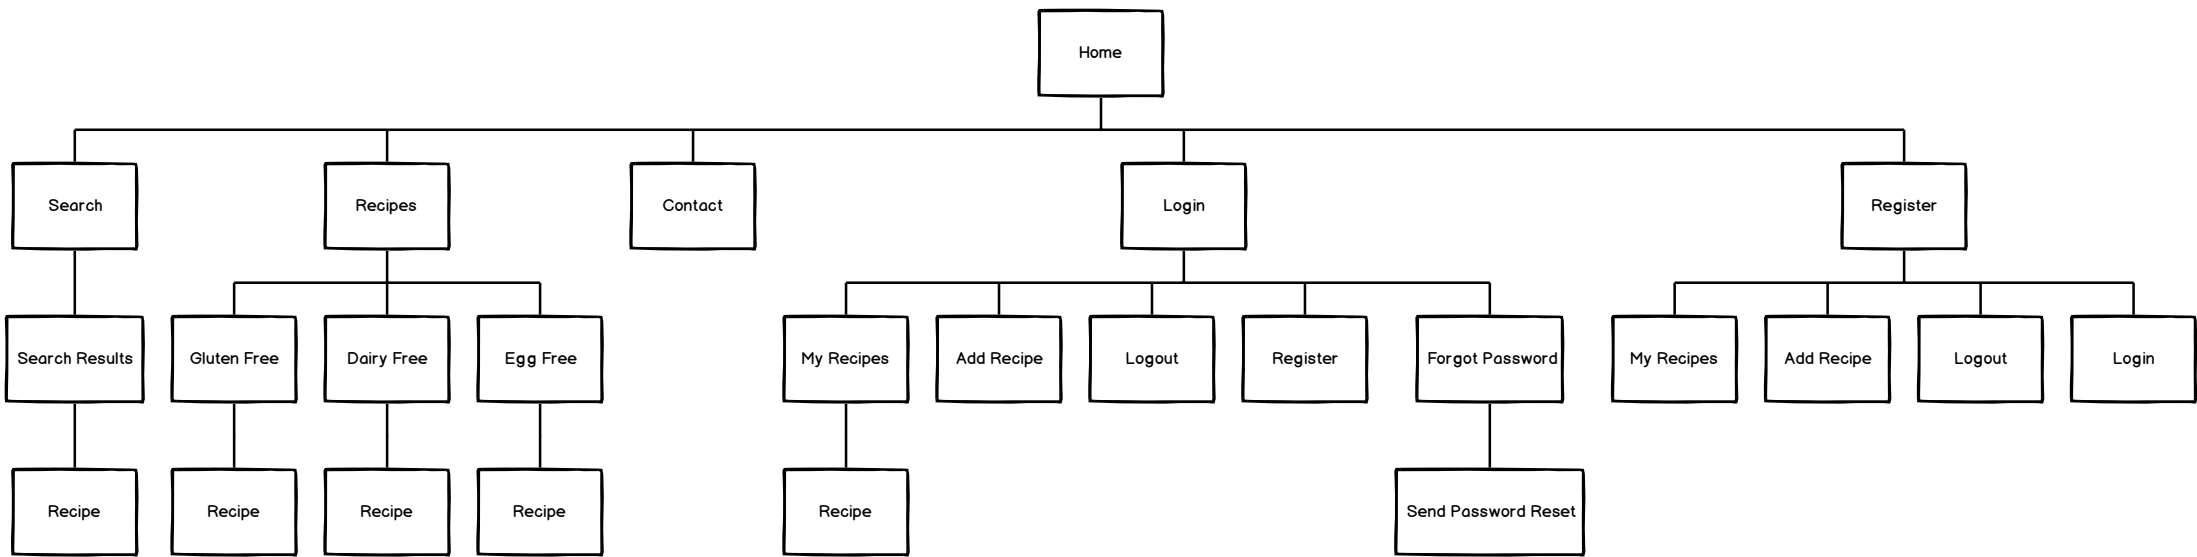 Home
Search
Recipes
Contact
Login
Register
Search Results
Gluten Free
Dairy Free
Egg Free
My Recipes
Add Recipe
Logout
Register
Forgot Password
My Recipes
Add Recipe
Logout
Login
Recipe
Recipe
Recipe
Recipe
Recipe
Send Password Reset